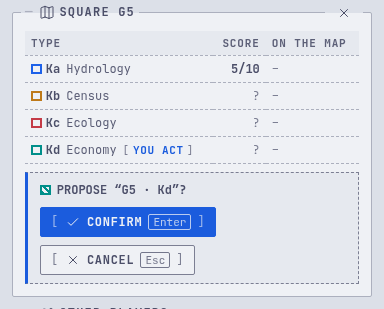 SQUARE G5
TYPE SCORE ON THE MAP
Ka Hydrology 5/10 –
Kb Census ? –
Kc Ecology ? –
Kd Economy [YOU ACT] ? –
PROPOSE “G5 · Kd”?
[ ✓ CONFIRM Enter ]
[ × CANCEL Esc ]